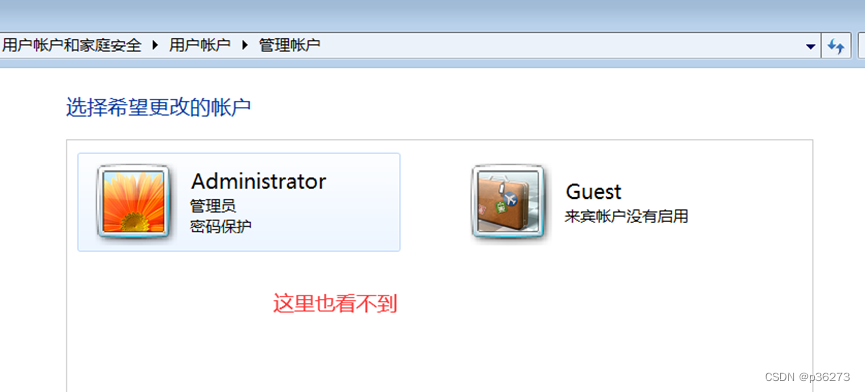 用户帐户和家庭安全 ▶ 用户帐户 ▶ 管理帐户
选择希望更改的帐户
Administrator
管理员
密码保护
Guest
来宾帐户没有启用
这里也看不到
CSDN @p36273